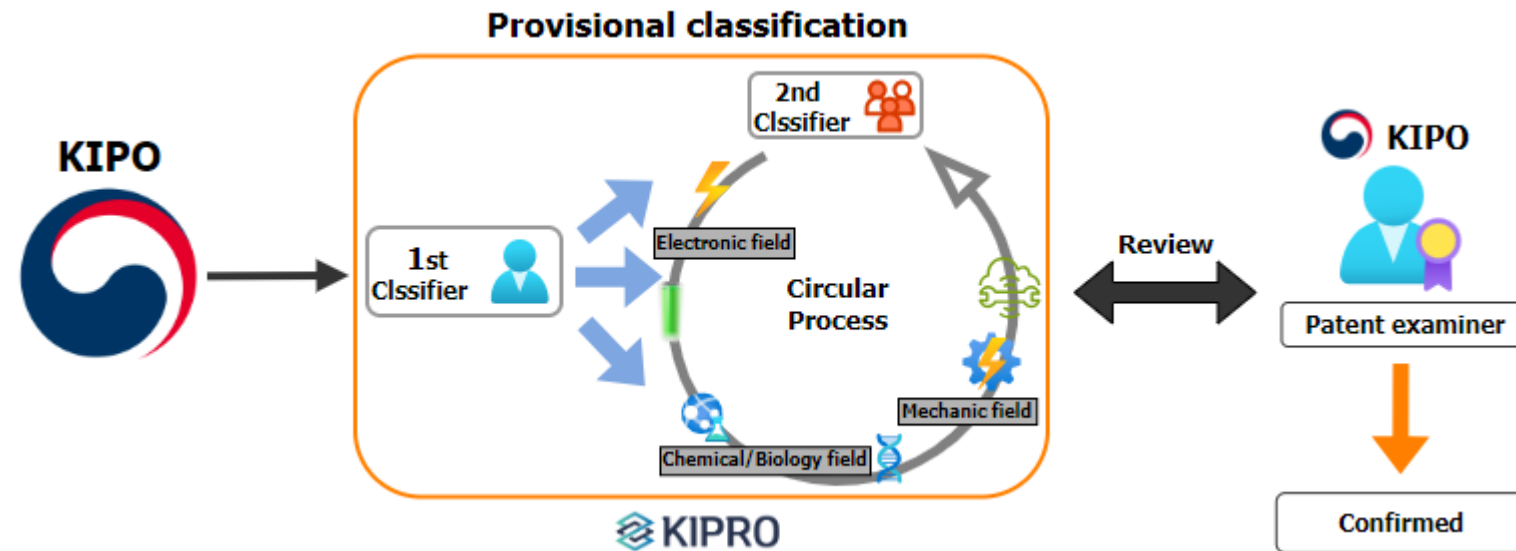 Provisional classification
KIPO
1st
Clssifier
2nd
Clssifier
Electronic field
Circular
Process
Mechanic field
Chemical/Biology field
KIPRO
Review
KIPO
Patent examiner
Confirmed